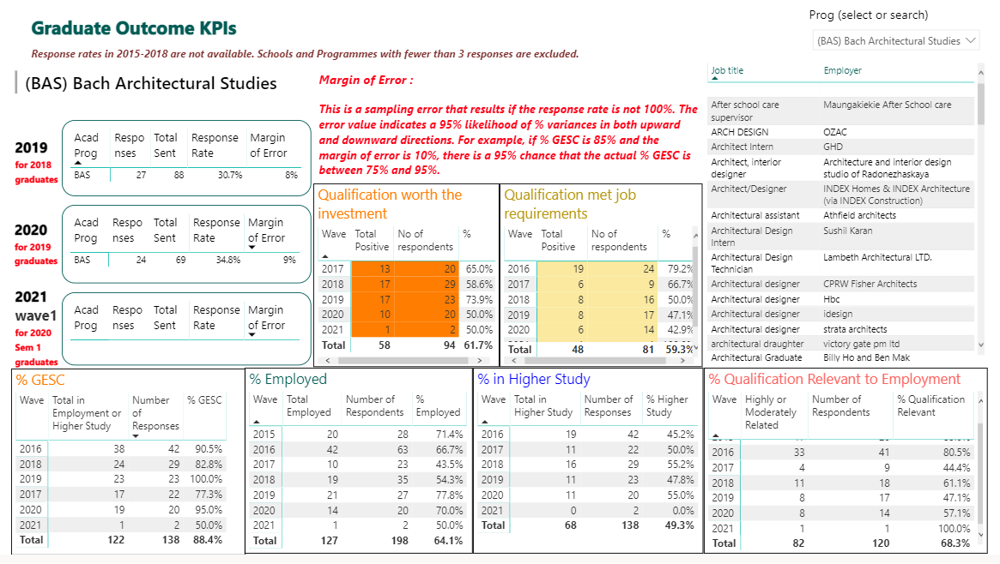 Graduate Outcome KPIs
Prog (select or search)
(BAS) Bach Architectural Studies
Response rates in 2015-2018 are not available. Schools and Programmes with fewer than 3 responses are excluded.
(BAS) Bach Architectural Studies
2019
for 2018
graduates
Acad Respo Total Response Margin
Prog nses Sent Rate of Error
BAS 27 88 30.7% 8%
2020
for 2019
graduates
Acad Respo Total Response Margin
Prog nses Sent Rate of Error
BAS 24 69 34.8% 9%
2021
wave1
for 2020
Sem 1
graduates
Acad Respo Total Response Margin
Prog nses Sent Rate of Error
Margin of Error :
This is a sampling error that results if the response rate is not 100%. The
error value indicates a 95% likelihood of % variances in both upward
and downward directions. For example, if % GESC is 85% and the
margin of error is 10%, there is a 95% chance that the actual % GESC is
between 75% and 95%.
Qualification worth the
investment
Wave Total No of %
Positive respondents
2017 13 20 65.0%
2018 17 29 58.6%
2019 17 23 73.9%
2020 10 20 50.0%
2021 1 2 50.0%
Total 58 94 61.7%
Qualification met job
requirements
Wave Total No of %
Positive respondents
2016 19 24 79.2%
2017 6 9 66.7%
2018 8 16 50.0%
2019 8 17 47.1%
2020 6 14 42.9%
Total 48 81 59.3%
Job title Employer
After school care Maungakiekie After School care
supervisor
ARCH DESIGN OZAC
Architect Intern GHD
Architect, interior Architecture and interior design
designer studio of Radonezhaskaya
Architect/Designer INDEX Homes & INDEX Architecture
(via INDEX Construction)
Architectural assistant Athfield architects
Architectural Design Sushil Karan
Intern
Architectural Design Lambeth Architectural LTD.
Technician
Architectural designer CPRW Fisher Architects
Architectural designer Hbc
Architectural designer idesign
Architectural designer strata architects
architectural draughter victory gate pm ltd
Architectural Graduate Billy Ho and Ben Mak
% GESC
Wave Total in Number % GESC
Employment or of
Higher Study Responses
2016 38 42 90.5%
2018 24 29 82.8%
2019 23 23 100.0%
2017 17 22 77.3%
2020 19 20 95.0%
2021 1 2 50.0%
Total 122 138 88.4%
% Employed
Wave Total Number of %
Employed Respondents Employed
2015 20 28 71.4%
2016 42 63 66.7%
2017 10 23 43.5%
2018 19 35 54.3%
2019 21 27 77.8%
2020 14 20 70.0%
2021 1 2 50.0%
Total 127 198 64.1%
% in Higher Study
Wave Total in Number of % Higher
Higher Study Responses Study
2016 19 42 45.2%
2017 11 22 50.0%
2018 16 29 55.2%
2019 11 23 47.8%
2020 11 20 55.0%
2021 0 2 0.0%
Total 68 138 49.3%
% Qualification Relevant to Employment
Wave Highly or Number of % Qualification
Moderately Respondents Relevant
Related
2016 33 41 80.5%
2017 4 9 44.4%
2018 11 18 61.1%
2019 8 17 47.1%
2020 8 14 57.1%
2021 1 1 100.0%
Total 82 120 68.3%